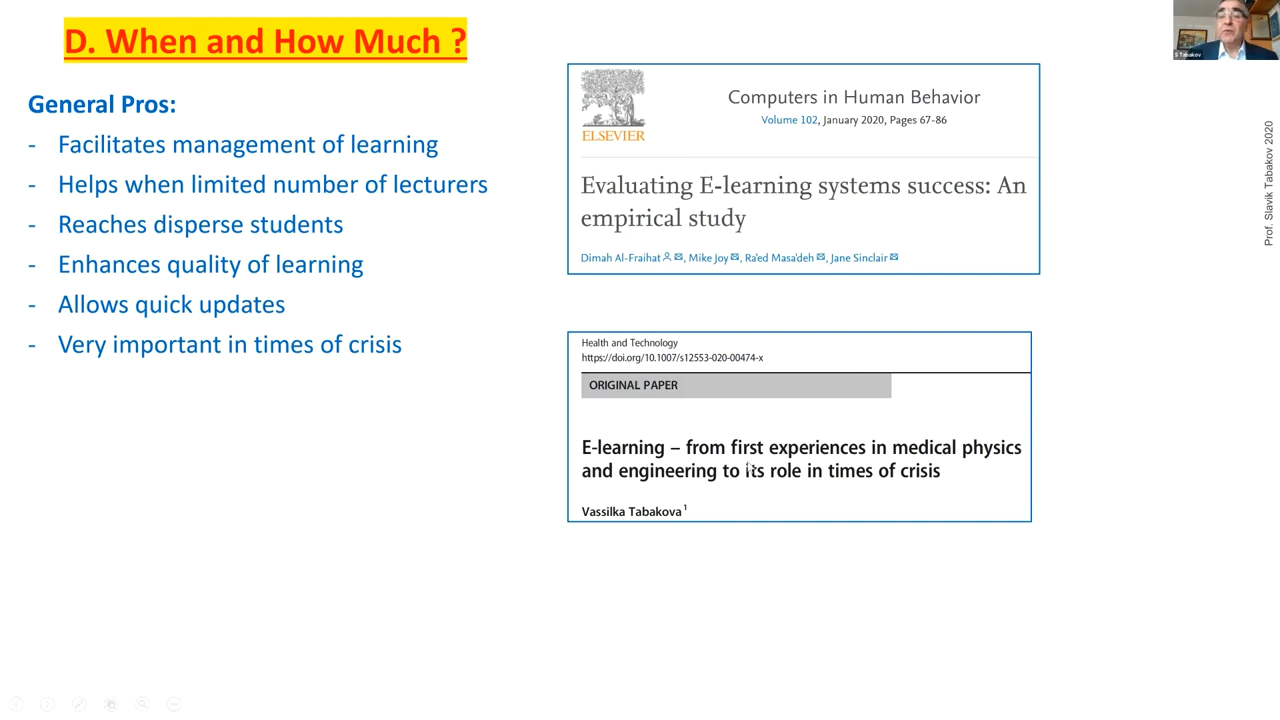 D. When and How Much ?
General Pros:
- Facilitates management of learning
- Helps when limited number of lecturers
- Reaches disperse students
- Enhances quality of learning
- Allows quick updates
- Very important in times of crisis
ELSEVIER
Computers in Human Behavior
Volume 102, January 2020, Pages 67-86
Evaluating E-learning systems success: An
empirical study
Dimah Al-Fraihat, Mike Joy, Ra'ed Masa'deh, Jane Sinclair
Health and Technology
https://doi.org/10.1007/s12553-020-00474-x
ORIGINAL PAPER
E-learning – from first experiences in medical physics
and engineering to its role in times of crisis
Vassilka Tabakova 1
S Tabakov
Prof. Slavik Tabakov 2020